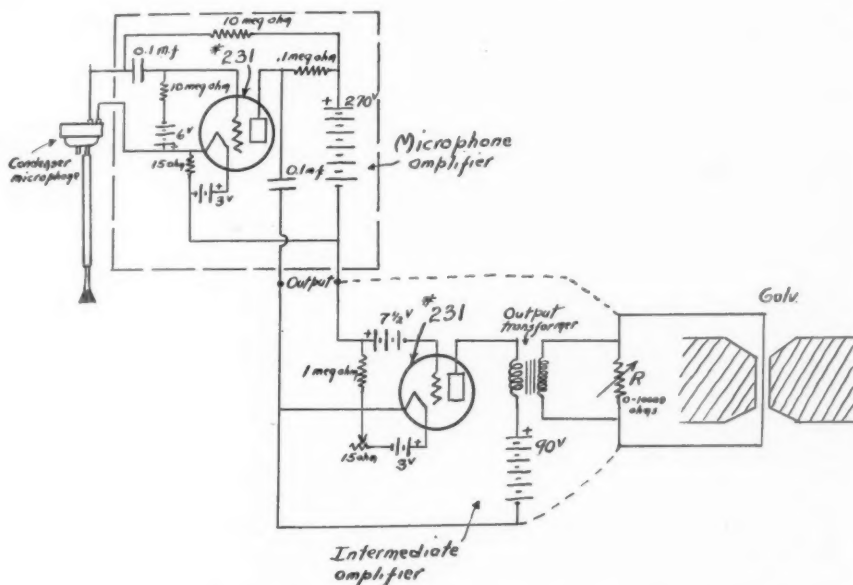 10 meg ohm
0.1 m.f
*231
.1 meg ohm
10 meg ohm
+ 270V
6V
+
Condenser
microphone
15 ohm
Microphone
amplifier
3V
0.1 mf
Output
*231
Galv.
7½V
Output
transformer
+
1 meg ohm
R
0-10000
ohms
15 ohm
3V
+
90V
Intermediate
amplifier